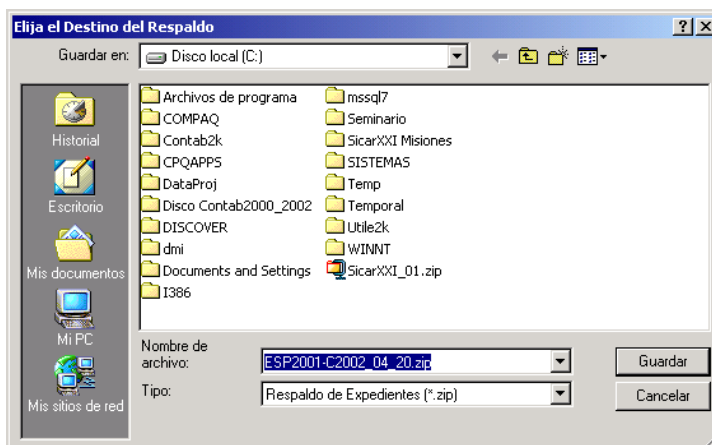 Elija el Destino del Respaldo
Guardar en: Disco local (C:)
Historial
Escritorio
Mis documentos
Mi PC
Mis sitios de red
Archivos de programa
COMPAQ
Contab2k
CPQAPPS
DataProj
Disco Contab2000_2002
DISCOVER
dmi
Documents and Settings
I386
mssql7
Seminario
SicarXXI Misiones
SISTEMAS
Temp
Temporal
Utile2k
WINNT
SicarXXI_01.zip
Nombre de
archivo:
ESP2001-C2002_04_20.zip
Guardar
Tipo:
Respaldo de Expedientes (*.zip)
Cancelar